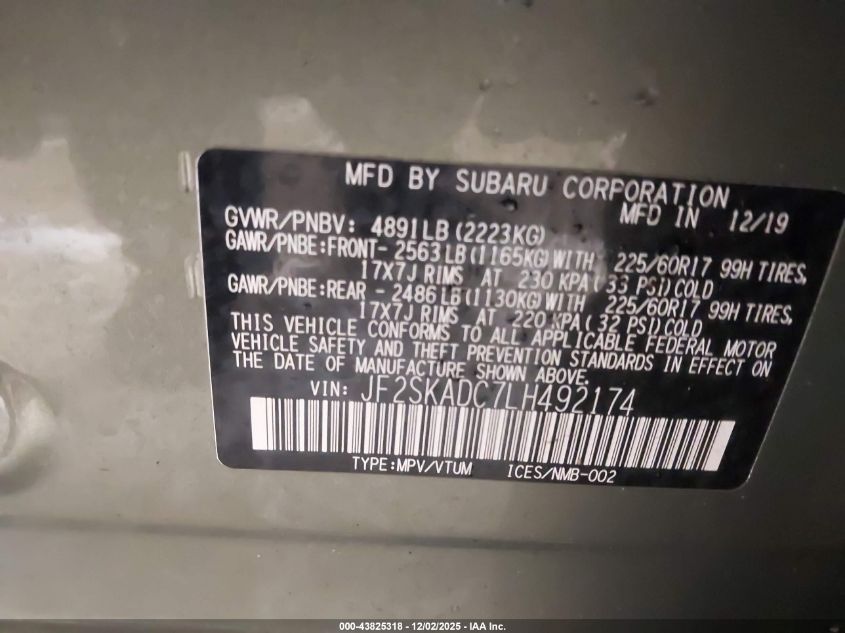 MFD BY SUBARU CORPORATION
MFD IN 12/19
GVWR/PNBV: 4891LB(2223KG)
GAWR/PNBE:FRONT- 2563LB(1165KG)WITH 225/60R17 99H TIRES,
17X7J RIMS AT 230 KPA( 33 PSI)COLD
GAWR/PNBE:REAR - 2486LB(1130KG)WITH 225/60R17 99H TIRES,
17X7J RIMS AT 220 KPA( 32 PSI)COLD
THIS VEHICLE CONFORMS TO ALL APPLICABLE FEDERAL MOTOR
VEHICLE SAFETY AND THEFT PREVENTION STANDARDS IN EFFECT ON
THE DATE OF MANUFACTURE SHOWN ABOVE.
VIN: JF2SKADC7LH492174
TYPE:MPV/VTUM ICES/NMB-002
000-43825318 - 12/02/2025 - IAA Inc.